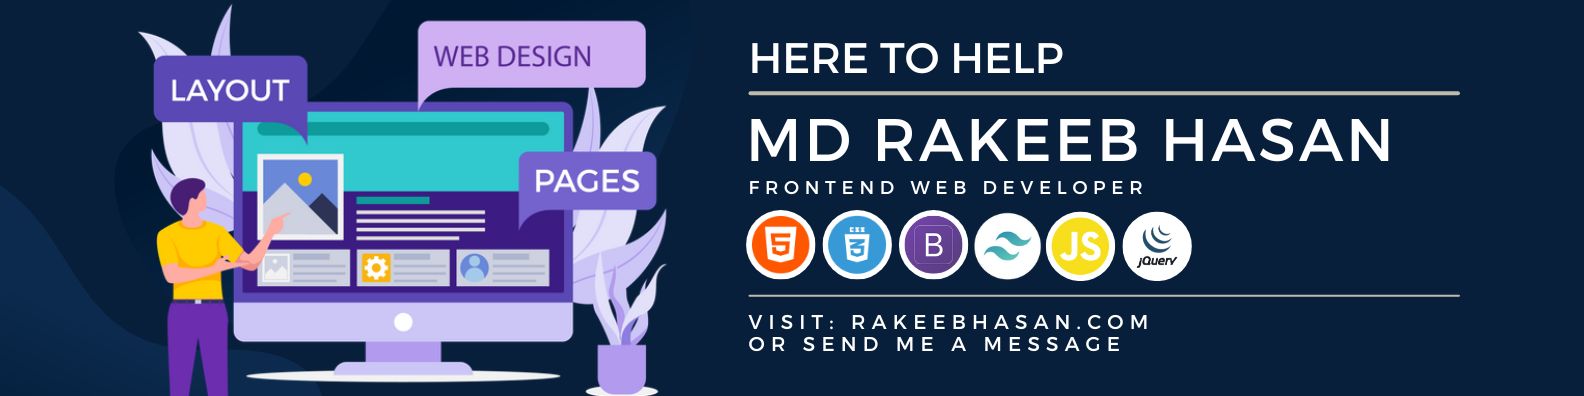 LAYOUT
WEB DESIGN
PAGES
HERE TO HELP
MD RAKEEB HASAN
FRONTEND WEB DEVELOPER
5 CSS 3 B JS jQuery
VISIT: RAKEEBHASAN.COM
OR SEND ME A MESSAGE